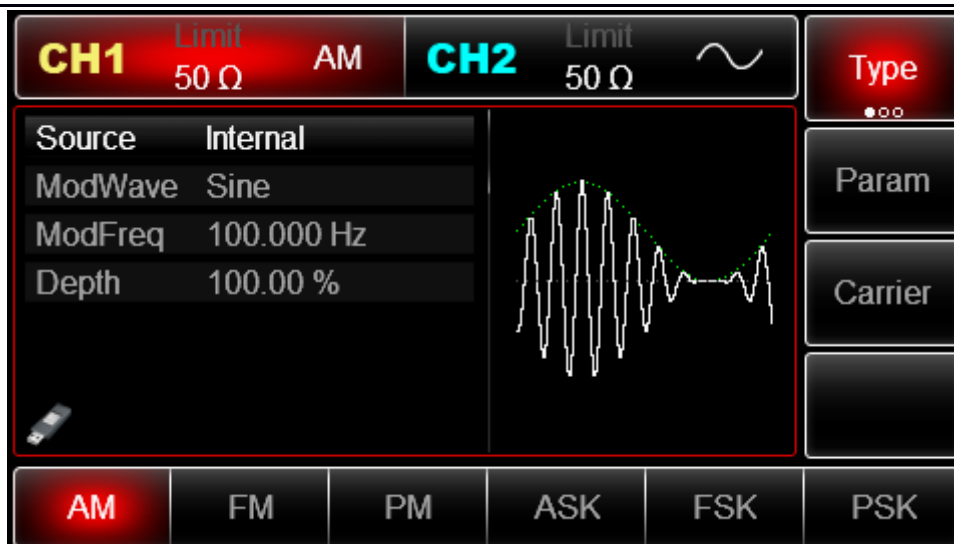 CH1 Limit 50 Ω AM CH2 Limit 50 Ω
Type
Source Internal
ModWave Sine
Param
ModFreq 100.000 Hz
Depth 100.00 %
Carrier
AM FM PM ASK FSK PSK